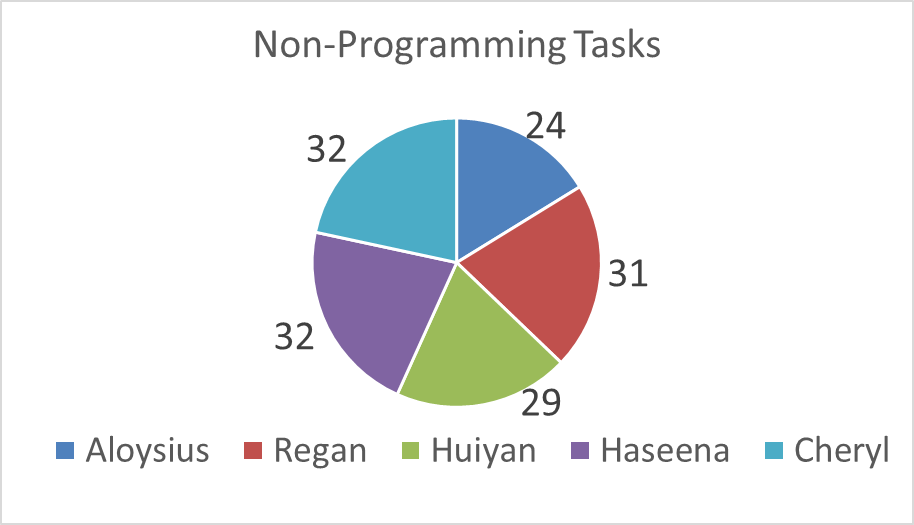 Non-Programming Tasks
24
32
31
32
29
Aloysius Regan Huiyan Haseena Cheryl